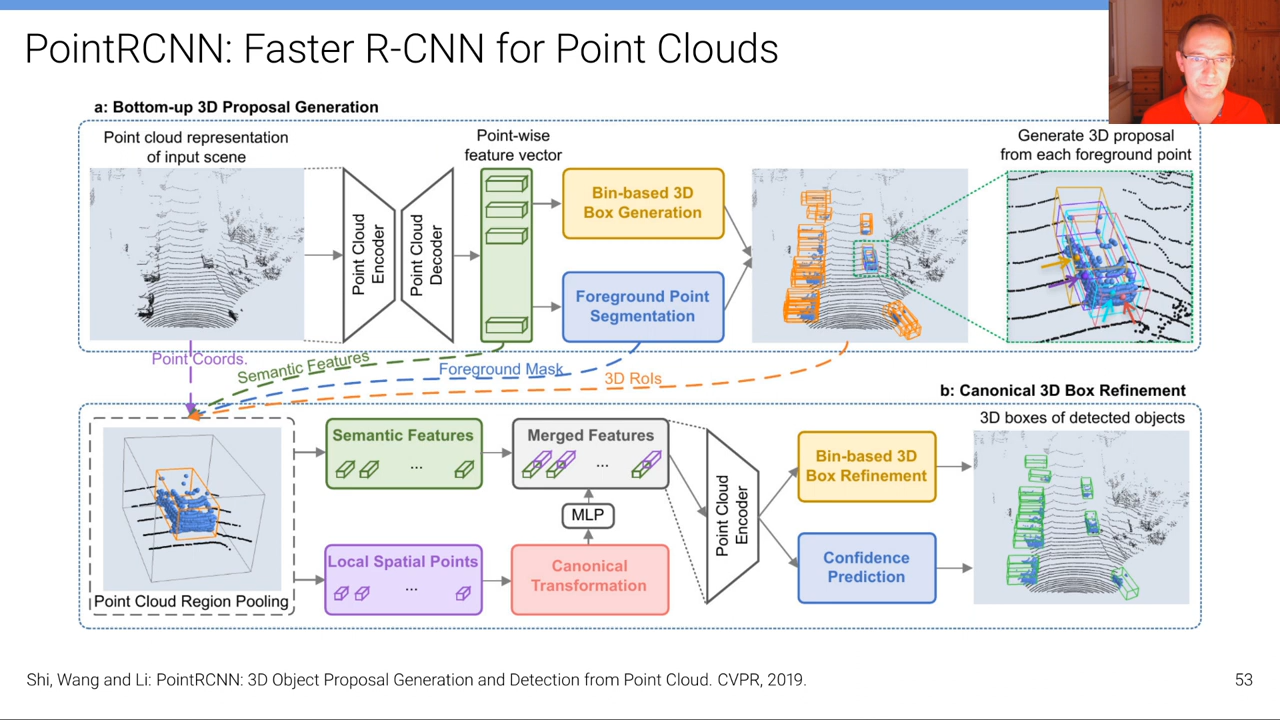 PointRCNN: Faster R-CNN for Point Clouds
a: Bottom-up 3D Proposal Generation
Point cloud representation
of input scene
Point Cloud
Encoder
Point Cloud
Decoder
Point-wise
feature vector
Bin-based 3D
Box Generation
Foreground Point
Segmentation
Generate 3D proposal
from each foreground point
Point Coords.
Semantic Features
Foreground Mask
3D RoIs
b: Canonical 3D Box Refinement
Point Cloud Region Pooling
Semantic Features
...
Local Spatial Points
...
Merged Features
...
MLP
Canonical
Transformation
Point Cloud
Encoder
Bin-based 3D
Box Refinement
Confidence
Prediction
3D boxes of detected objects
Shi, Wang and Li: PointRCNN: 3D Object Proposal Generation and Detection from Point Cloud. CVPR, 2019.
53